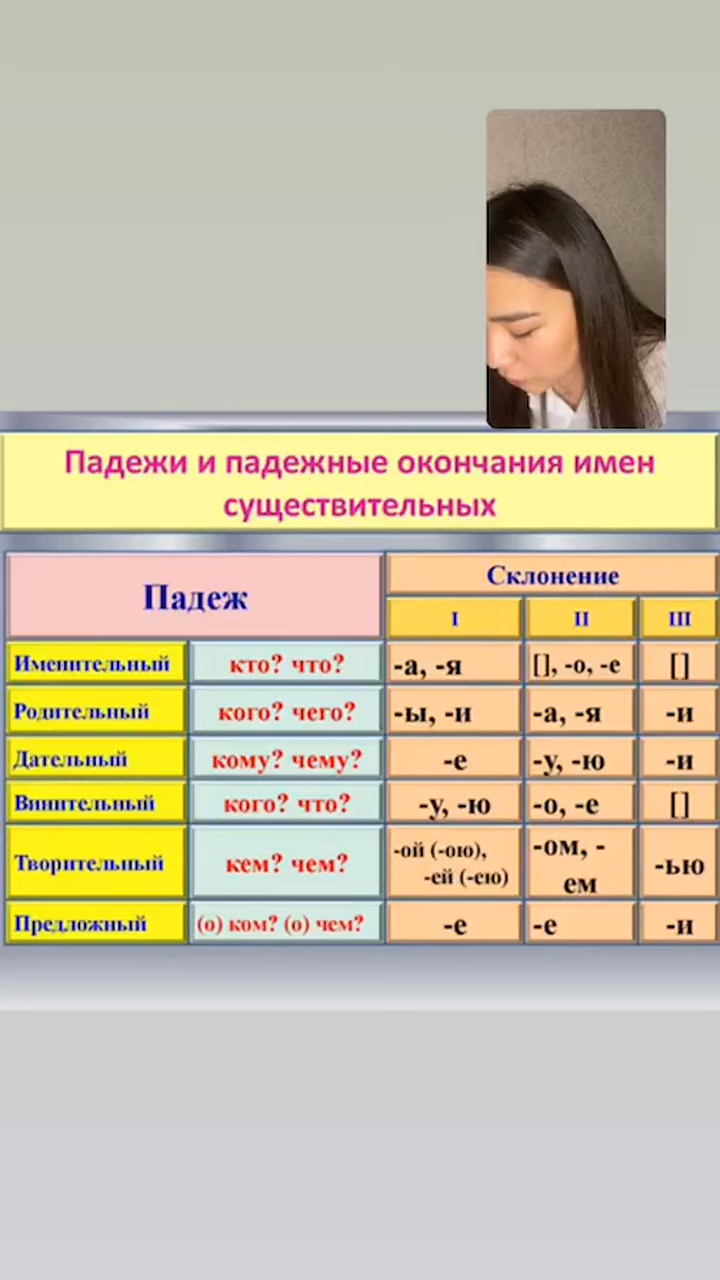 Падежи и падежные окончания имен
существительных
Падеж
Склонение
I II III
Именительный кто? что? -а, -я [], -о, -е []
Родительный кого? чего? -ы, -и -а, -я -и
Дательный кому? чему? -е -у, -ю -и
Винительный кого? что? -у, -ю -о, -е []
Творительный кем? чем? -ой (-ою), -ом, - -ью
-ей (-ею) ем
Предложный (о) ком? (о) чем? -е -е -и